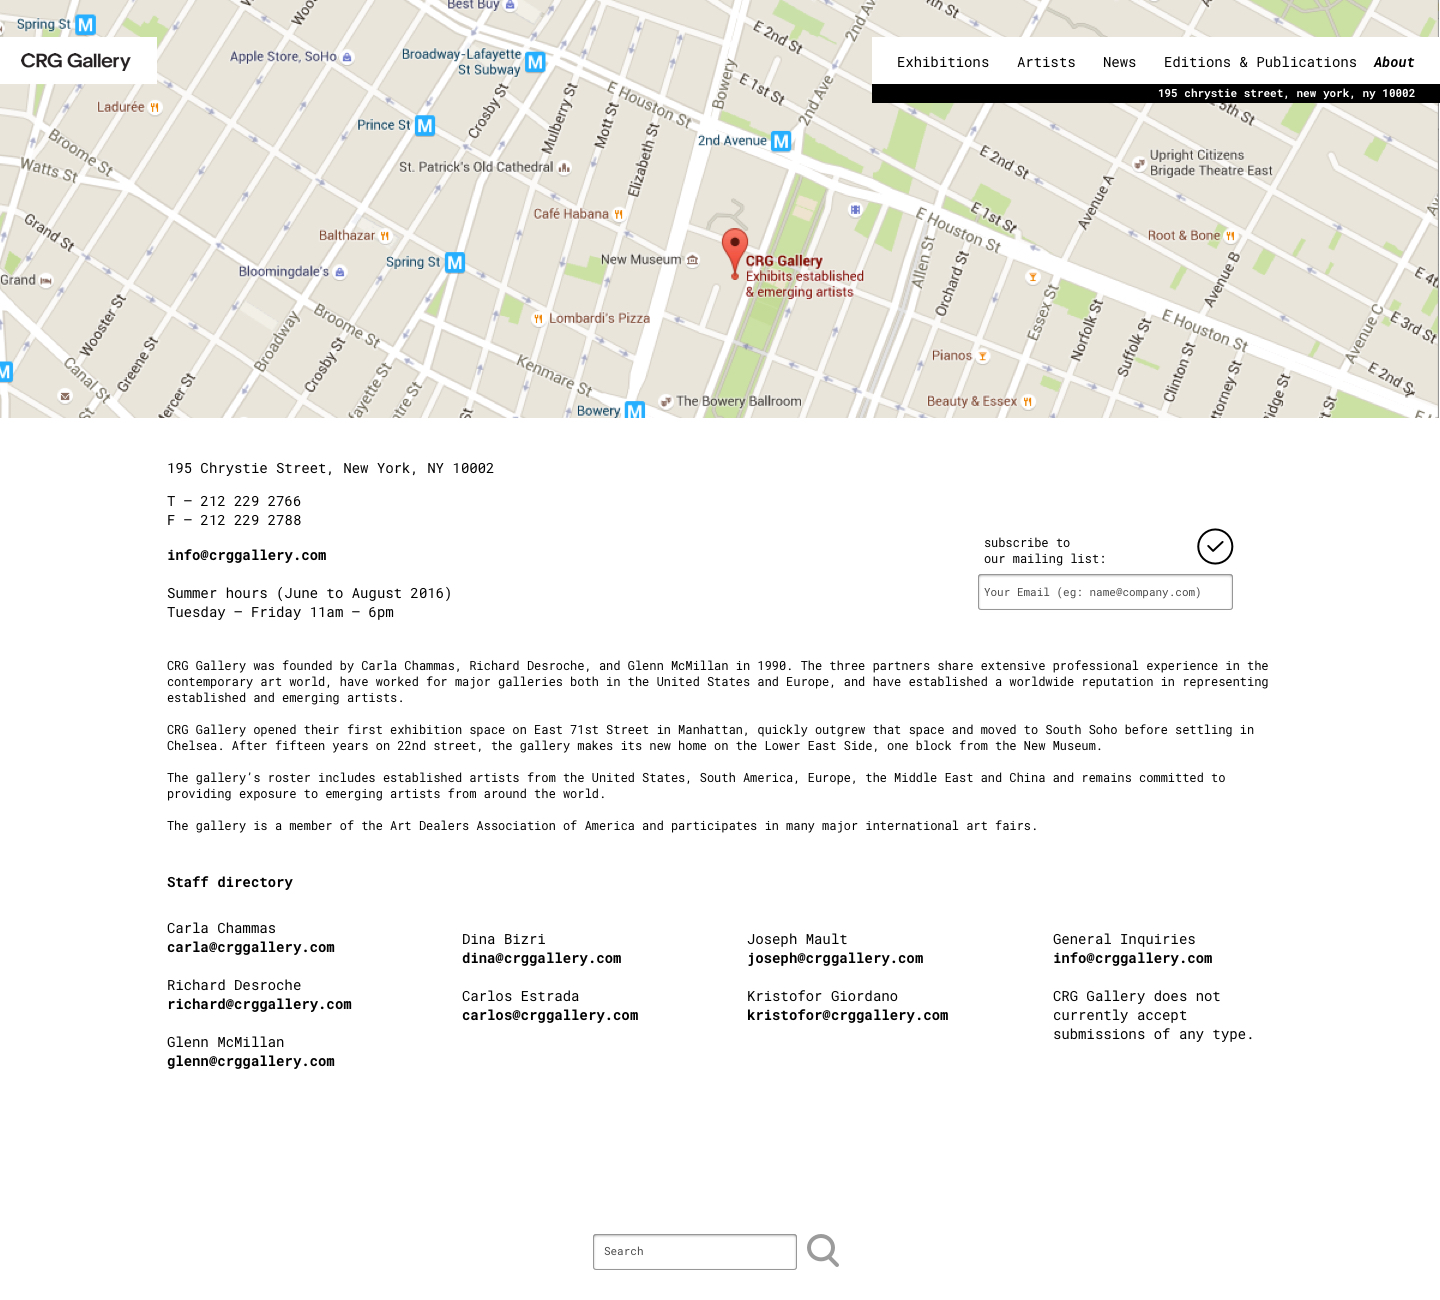 Spring St
Best Buy
2nd Ave
E 2nd St
CRG Gallery
Apple Store, SoHo
Broadway-Lafayette
St Subway
Exhibitions Artists News Editions & Publications About
195 chrystie street, new york, ny 10002
Ladurée
Prince St
Crosby St
Mulberry St
Mott St
E Houston St
Bowery
E 1st St
2nd Ave
E 5th St
Broome St
Watts St
St. Patrick's Old Cathedral
Elizabeth St
2nd Avenue
E 2nd St
Upright Citizens
Brigade Theatre East
Grand St
Café Habana
Avenue A
E 1st St
E Houston St
Balthazar
Root & Bone
Bloomingdale's
Spring St
New Museum
CRG Gallery
Exhibits established
& emerging artists
Allen St
Orchard St
Avenue B
Grand
Wooster St
Greene St
Broadway
Broome St
Crosby St
Lombardi's Pizza
Essex St
Norfolk St
Suffolk St
E Houston St
Avenue C
E 3rd St
Canal St
Kenmare St
Pianos
Clinton St
E 2nd St
Bowery
The Bowery Ballroom
Beauty & Essex
195 Chrystie Street, New York, NY 10002
T – 212 229 2766
F – 212 229 2788
info@crggallery.com
subscribe to
our mailing list:
Your Email (eg: name@company.com)
Summer hours (June to August 2016)
Tuesday – Friday 11am – 6pm
CRG Gallery was founded by Carla Chammas, Richard Desroche, and Glenn McMillan in 1990. The three partners share extensive professional experience in the
contemporary art world, have worked for major galleries both in the United States and Europe, and have established a worldwide reputation in representing
established and emerging artists.
CRG Gallery opened their first exhibition space on East 71st Street in Manhattan, quickly outgrew that space and moved to South Soho before settling in
Chelsea. After fifteen years on 22nd street, the gallery makes its new home on the Lower East Side, one block from the New Museum.
The gallery's roster includes established artists from the United States, South America, Europe, the Middle East and China and remains committed to
providing exposure to emerging artists from around the world.
The gallery is a member of the Art Dealers Association of America and participates in many major international art fairs.
Staff directory
Carla Chammas
carla@crggallery.com
Richard Desroche
richard@crggallery.com
Glenn McMillan
glenn@crggallery.com
Dina Bizri
dina@crggallery.com
Carlos Estrada
carlos@crggallery.com
Joseph Mault
joseph@crggallery.com
Kristofor Giordano
kristofor@crggallery.com
General Inquiries
info@crggallery.com
CRG Gallery does not
currently accept
submissions of any type.
Search